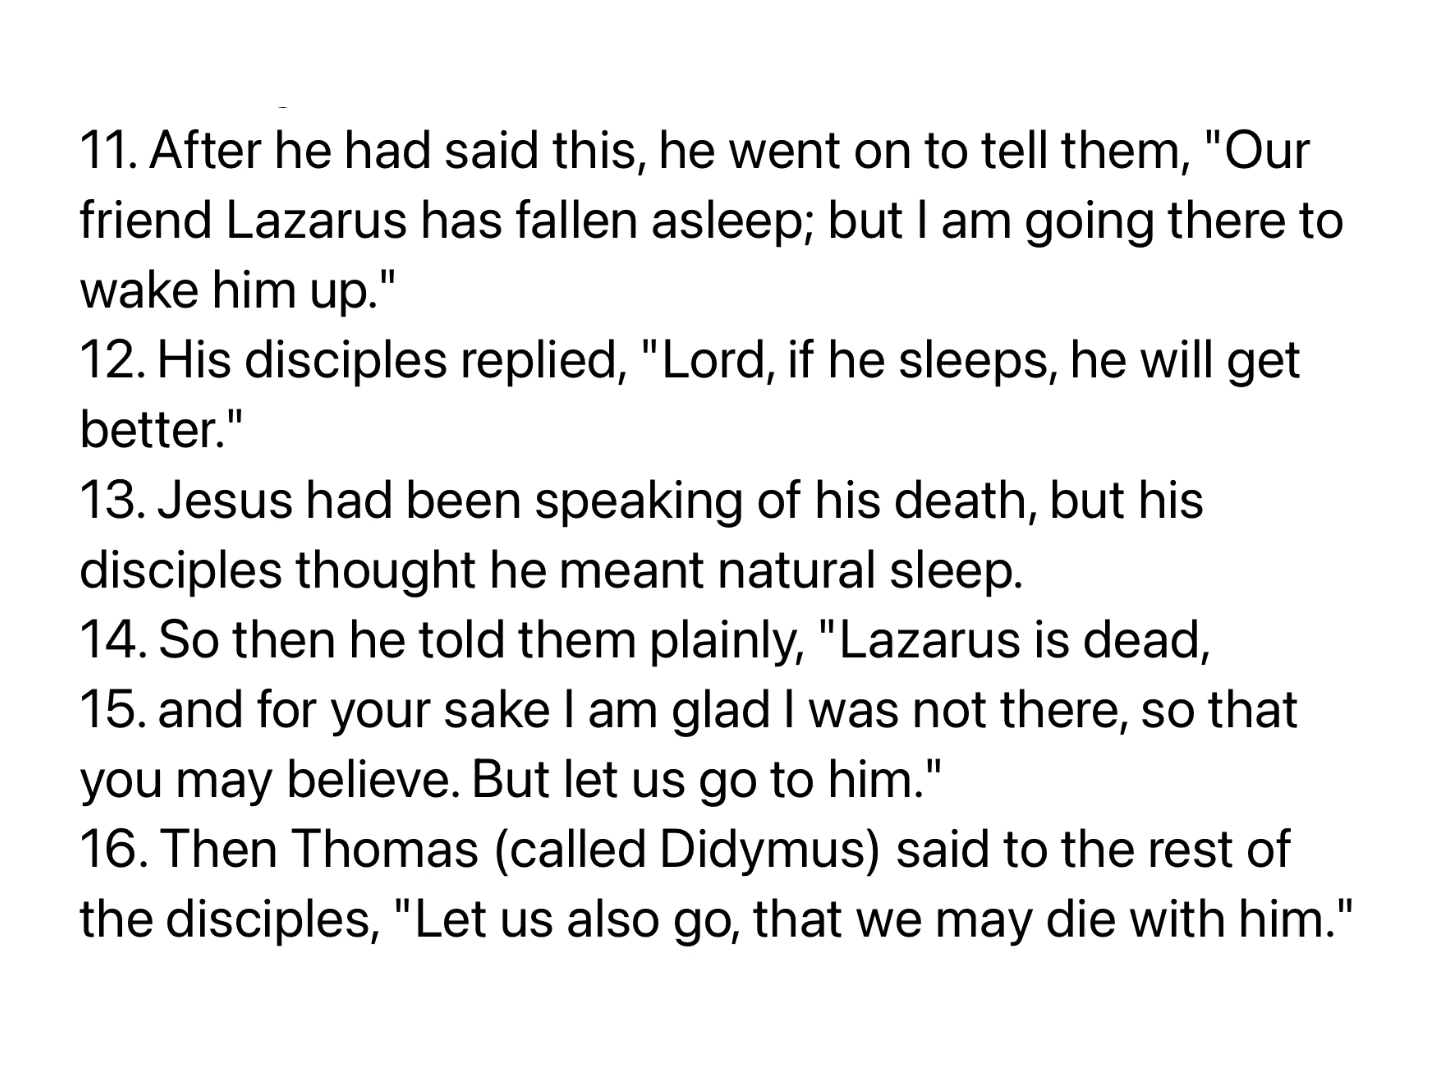 11. After he had said this, he went on to tell them, "Our
friend Lazarus has fallen asleep; but I am going there to
wake him up."
12. His disciples replied, "Lord, if he sleeps, he will get
better."
13. Jesus had been speaking of his death, but his
disciples thought he meant natural sleep.
14. So then he told them plainly, "Lazarus is dead,
15. and for your sake I am glad I was not there, so that
you may believe. But let us go to him."
16. Then Thomas (called Didymus) said to the rest of
the disciples, "Let us also go, that we may die with him."